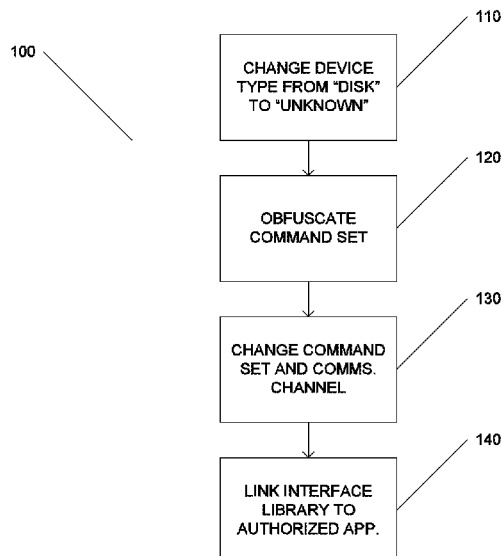 110
100
CHANGE DEVICE
TYPE FROM “DISK”
TO “UNKNOWN”
120
OBFUSCATE
COMMAND SET
130
CHANGE COMMAND
SET AND COMMS.
CHANNEL
140
LINK INTERFACE
LIBRARY TO
AUTHORIZED APP.